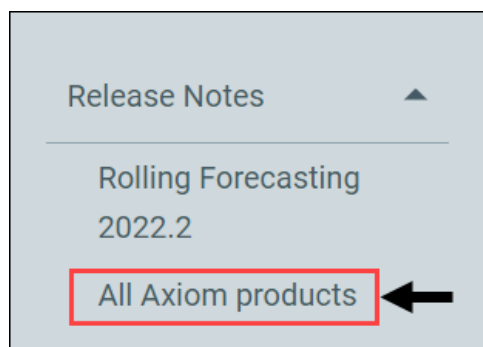 Release Notes
Rolling Forecasting
2022.2
All Axiom products